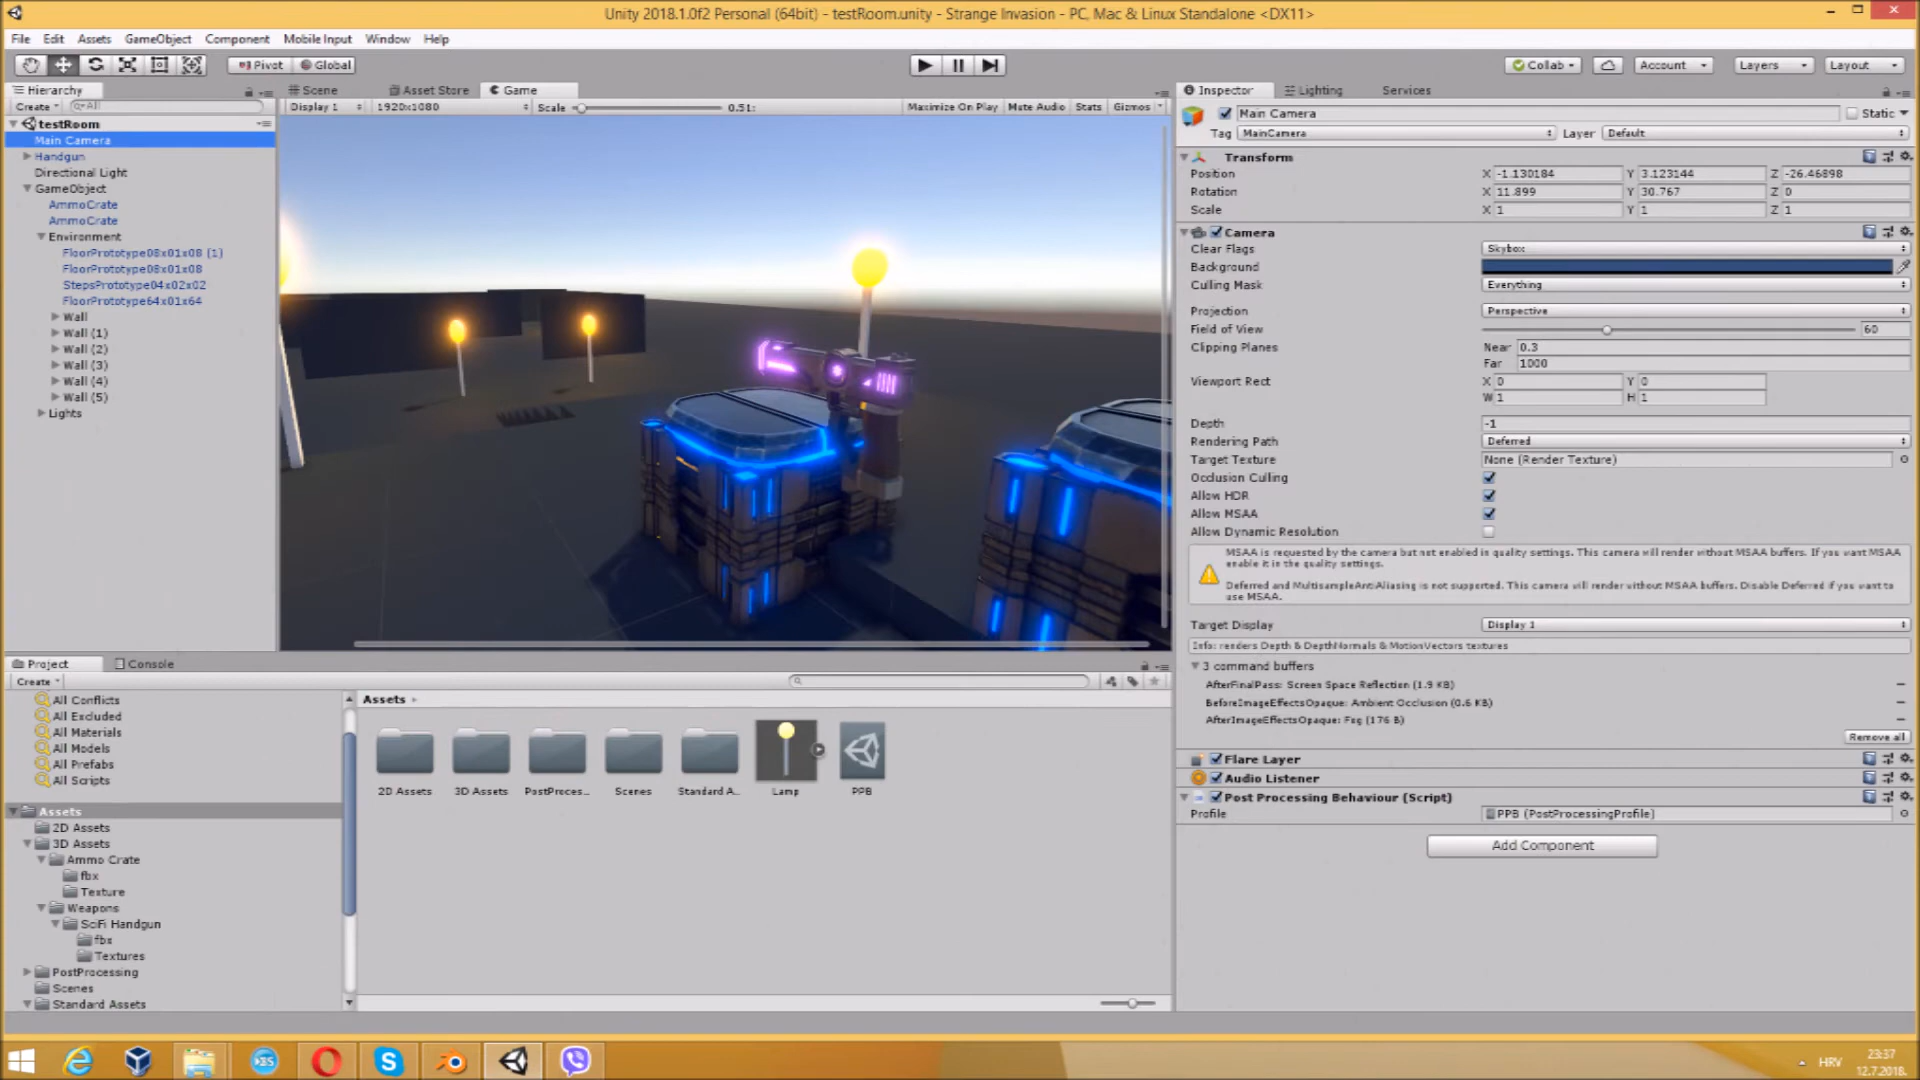 Unity 2018.1.0f2 Personal (64bit) - testRoom.unity - Strange Invasion - PC, Mac & Linux Standalone <DX11>
File Edit Assets GameObject Component Mobile Input Window Help
Pivot Global Collab Account Layers Layout
Hierarchy
Create All
testRoom
Main Camera
Handgun
Directional Light
GameObject
AmmoCrate
AmmoCrate
Environment
FloorPrototype08x01x08 (1)
FloorPrototype08x01x08
StepsPrototype04x02x02
FloorPrototype64x01x64
Wall
Wall (1)
Wall (2)
Wall (3)
Wall (4)
Wall (5)
Lights
Scene Asset Store Game
Display 1 1920x1080 Scale 0.51: Maximize On Play Mute Audio Stats Gizmos
Inspector Lighting Services
Main Camera Static
Tag MainCamera Layer Default
Transform
Position X -1.130184 Y 3.123144 Z -26.46898
Rotation X 11.899 Y 30.767 Z 0
Scale X 1 Y 1 Z 1
Camera
Clear Flags Skybox
Background
Culling Mask Everything
Projection Perspective
Field of View 60
Clipping Planes Near 0.3
Far 1000
Viewport Rect X 0 Y 0
W 1 H 1
Depth -1
Rendering Path Deferred
Target Texture None (Render Texture)
Occlusion Culling
Allow HDR
Allow MSAA
Allow Dynamic Resolution
MSAA is requested by the camera but not enabled in quality settings. This camera will render without MSAA buffers. If you want MSAA
enable it in the quality settings.
Deferred and MultisampleAntiAliasing is not supported. This camera will render without MSAA buffers. Disable Deferred if you want to
use MSAA.
Target Display Display 1
Info: renders Depth & DepthNormals & MotionVectors textures
3 command buffers
AfterFinalPass: Screen Space Reflection (1.9 KB)
BeforeImageEffectsOpaque: Ambient Occlusion (0.6 KB)
AfterImageEffectsOpaque: Fog (176 B)
Remove all
Flare Layer
Audio Listener
Post Processing Behaviour (Script)
Profile PPB (PostProcessingProfile)
Add Component
Project Console
Create
All Conflicts
All Excluded
All Materials
All Models
All Prefabs
All Scripts
Assets
2D Assets
3D Assets
Ammo Crate
fbx
Texture
Weapons
SciFi Handgun
fbx
Textures
PostProcessing
Scenes
Standard Assets
Assets
2D Assets 3D Assets PostProces... Scenes Standard A... Lamp PPB
HRV
23:37
12.7.2018.